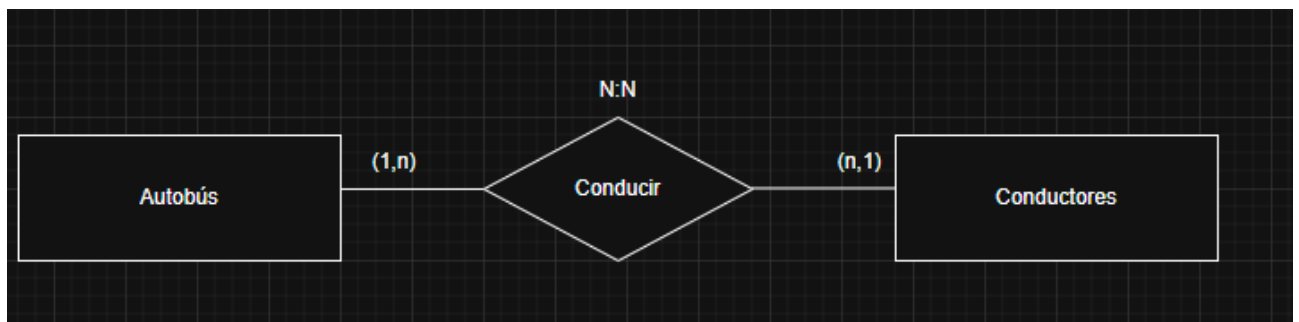 N:N
(1,n)
(n,1)
Autobús
Conducir
Conductores